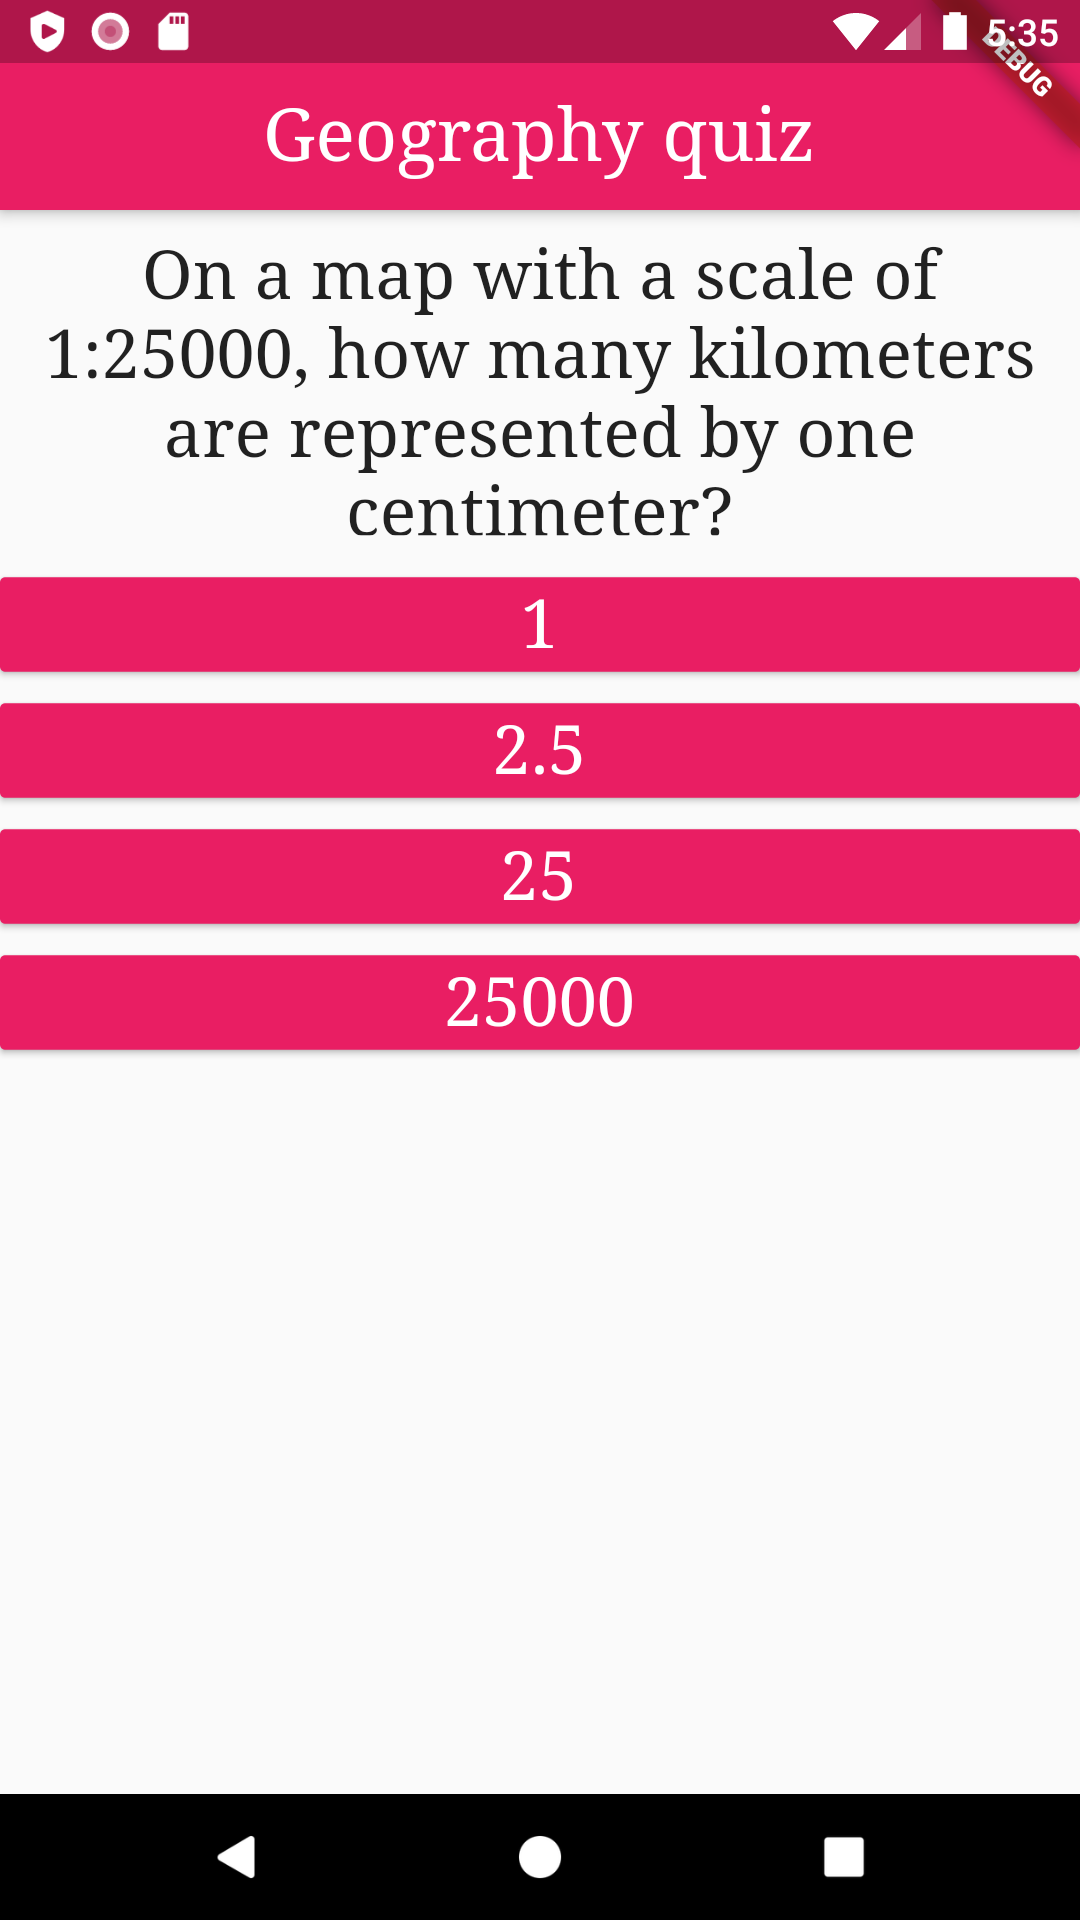 5:35
DEBUG
Geography quiz
On a map with a scale of
1:25000, how many kilometers
are represented by one
centimeter?
1
2.5
25
25000